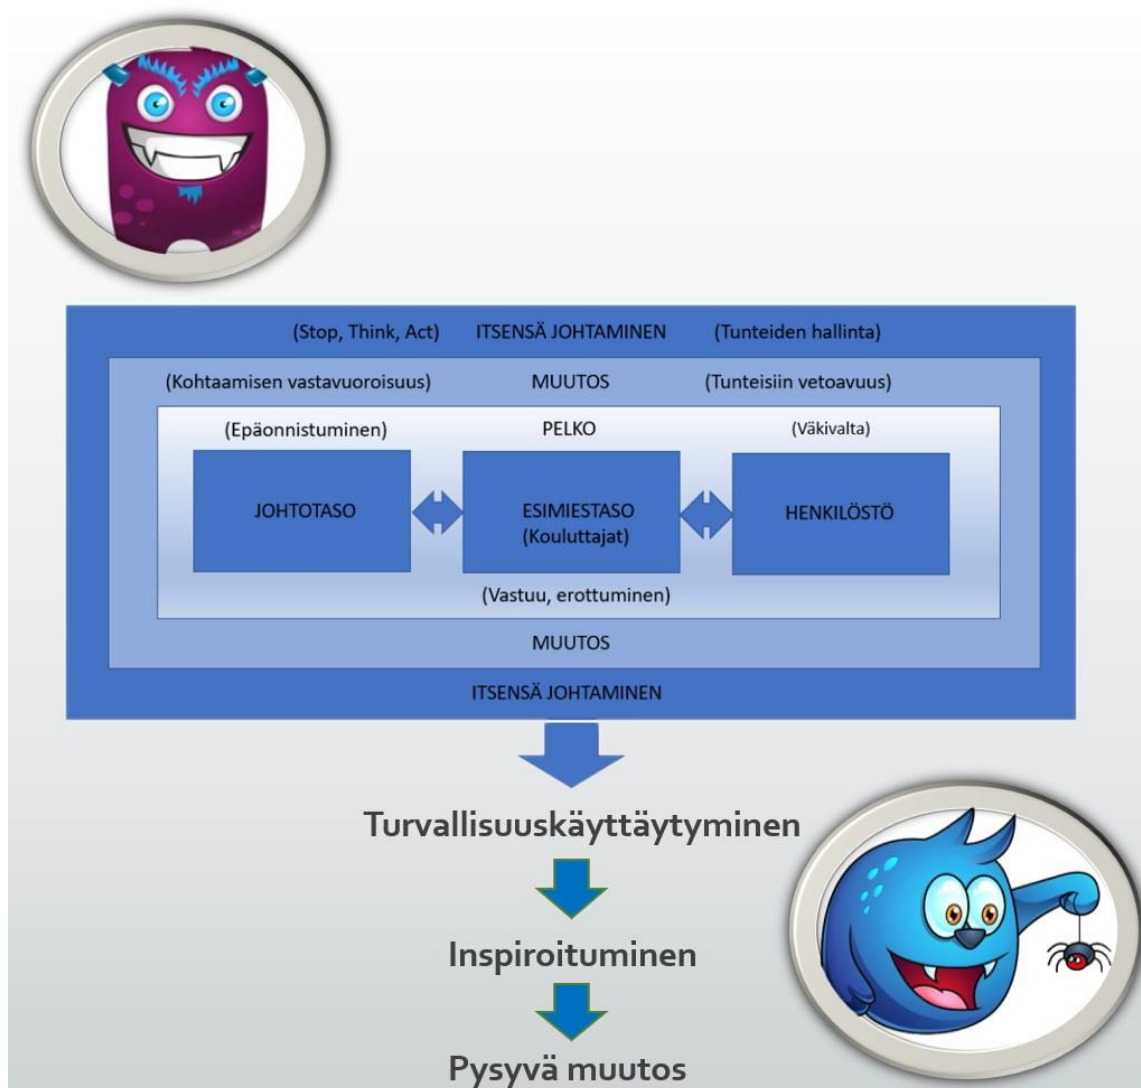 (Stop, Think, Act) ITSENSÄ JOHTAMINEN (Tunteiden hallinta)
(Kohtaamisen vastavuoroisuus) MUUTOS (Tunteisiin vetoavuus)
(Epäonnistuminen) PELKO (Väkivalta)
JOHTOTASO ESIMIESTASO HENKILÖSTÖ
(Kouluttajat)
(Vastuu, erottuminen)
MUUTOS
ITSENSÄ JOHTAMINEN
Turvallisuuskäyttäytyminen
Inspiroituminen
Pysyvä muutos